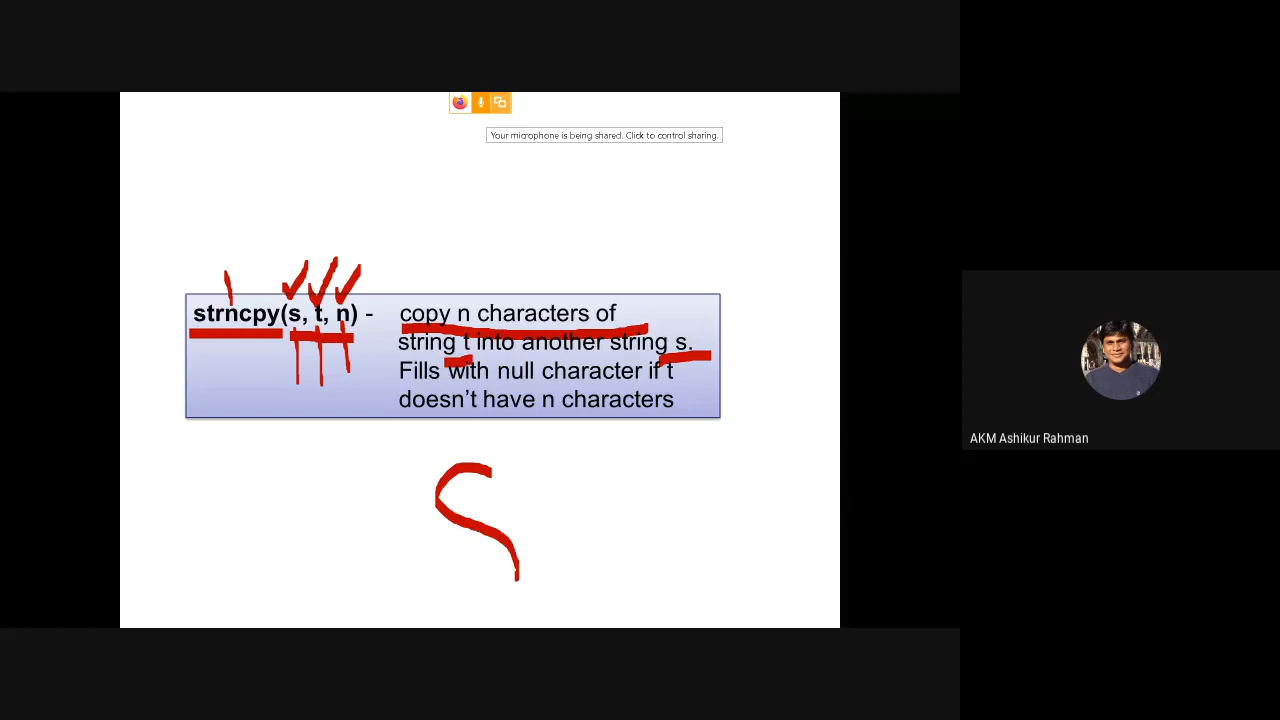 Your microphone is being shared. Click to control sharing.
strncpy(s, t, n) - copy n characters of
string t into another string s.
Fills with null character if t
doesn't have n characters
S
AKM Ashikur Rahman